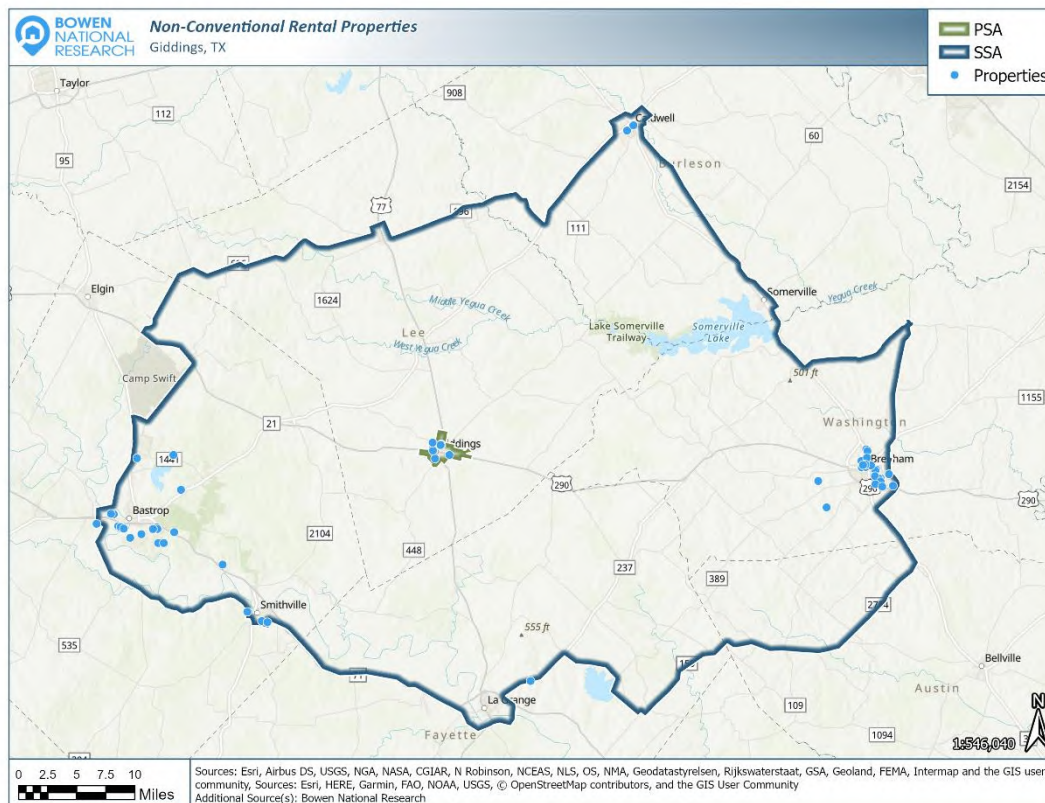 BOWEN
NATIONAL
RESEARCH
Non-Conventional Rental Properties
Giddings, TX
PSA
SSA
Properties
Taylor
908
112
60
95
Burleson
2154
77
111
Elgin
1624
Middle Yegua Creek
Somerville
Yegua Creek
Lee
Lake Somerville
Trailway
Somerville
Lake
West Yegua Creek
Camp Swift
501 ft
1155
21
Washington
1441
290
290
290
Bastrop
2104
448
237
389
Smithville
535
555 ft
Bellville
77
La Grange
Austin
109
Fayette
1094
N
1:546,040
0 2.5 5 7.5 10
Miles
Sources: Esri, Airbus DS, USGS, NGA, NASA, CGIAR, N Robinson, NCEAS, NLS, OS, NMA, Geodatastyrelsen, Rijkswaterstaat, GSA, Geoland, FEMA, Intermap and the GIS user
community, Sources: Esri, HERE, Garmin, FAO, NOAA, USGS, © OpenStreetMap contributors, and the GIS User Community
Additional Source(s): Bowen National Research